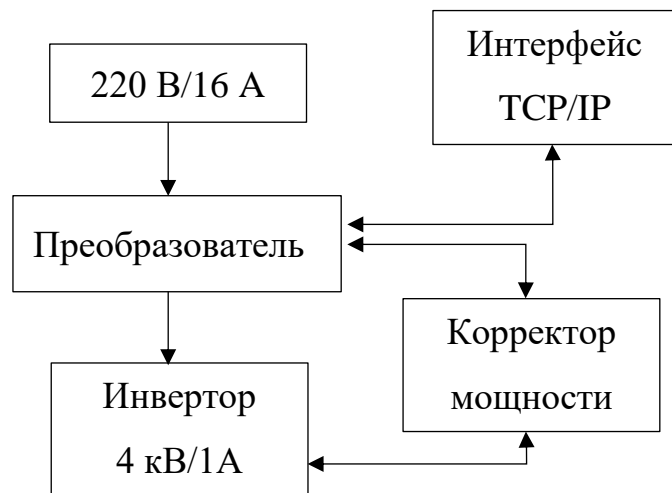 220 В/16 А
Интерфейс
TCP/IP
Преобразователь
Корректор
мощности
Инвертор
4 кВ/1А